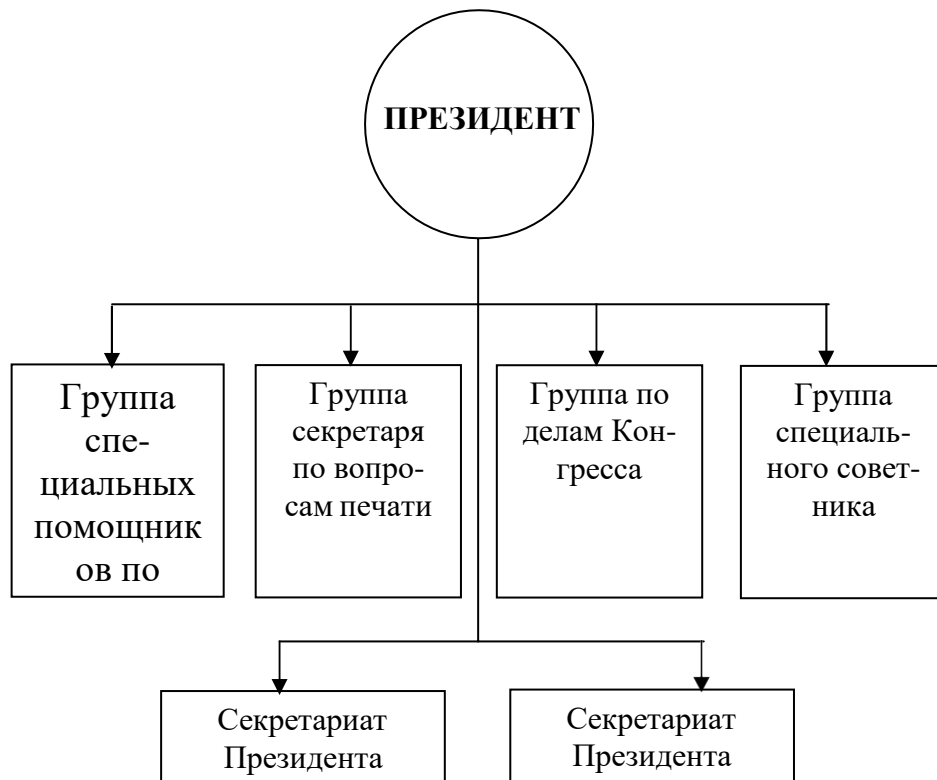 ПРЕЗИДЕНТ
Группа
спе-
циальных
помощник
ов по
Группа
секретаря
по вопро-
сам печати
Группа по
делам Кон-
гресса
Группа
специаль-
ного совет-
ника
Секретариат
Президента
Секретариат
Президента